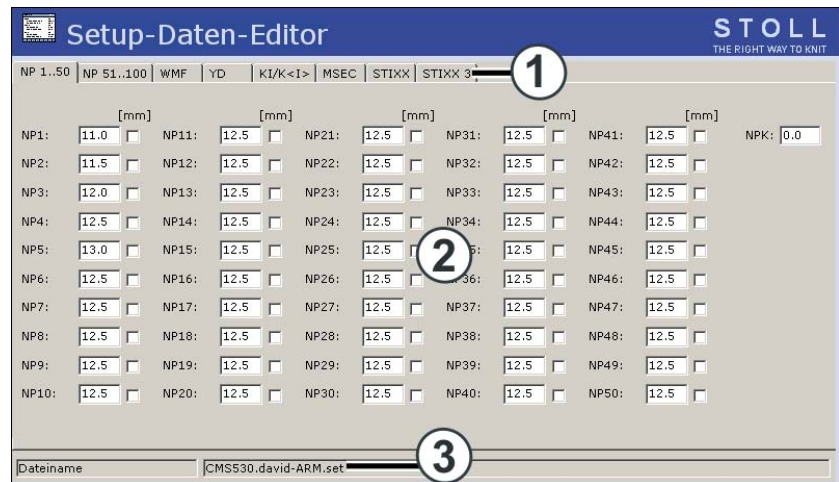 Setup-Daten-Editor
STOLL
THE RIGHT WAY TO KNIT
NP 1..50 NP 51..100 WMF YD KI/K<I> MSEC STIXX STIXX 3 1
[mm] [mm] [mm] [mm] [mm]
NP1: 11.0 NP11: 12.5 NP21: 12.5 NP31: 12.5 NP41: 12.5 NPK: 0.0
NP2: 11.5 NP12: 12.5 NP22: 12.5 NP32: 12.5 NP42: 12.5
NP3: 12.0 NP13: 12.5 NP23: 12.5 NP33: 12.5 NP43: 12.5
NP4: 12.5 NP14: 12.5 NP24: 12.5 NP34: 12.5 NP44: 12.5
NP5: 13.0 NP15: 12.5 NP25: 12.5 2 5: 12.5 NP45: 12.5
NP6: 12.5 NP16: 12.5 NP26: 12.5 NP36: 12.5 NP46: 12.5
NP7: 12.5 NP17: 12.5 NP27: 12.5 NP37: 12.5 NP47: 12.5
NP8: 12.5 NP18: 12.5 NP28: 12.5 NP38: 12.5 NP48: 12.5
NP9: 12.5 NP19: 12.5 NP29: 12.5 NP39: 12.5 NP49: 12.5
NP10: 12.5 NP20: 12.5 NP30: 12.5 NP40: 12.5 NP50: 12.5
Dateiname CMS530.david-ARM.set 3